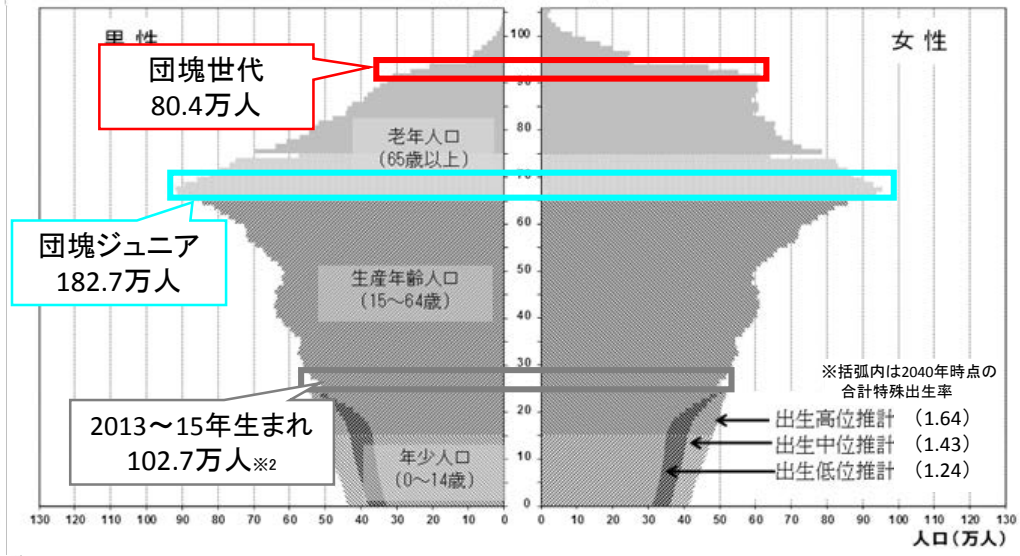 男 性
女 性
団塊世代
80.4万人
老年人口
(65歳以上)
団塊ジュニア
182.7万人
生産年齢人口
(15～64歳)
2013～15年生まれ
102.7万人※2
年少人口
(0～14歳)
※括弧内は2040年時点の
合計特殊出生率
出生高位推計 (1.64)
出生中位推計 (1.43)
出生低位推計 (1.24)
100
90
80
70
60
50
40
30
20
10
0
130 120 110 100 90 80 70 60 50 40 30 20 10 0
0 10 20 30 40 50 60 70 80 90 100 110 120 130
人口(万人)